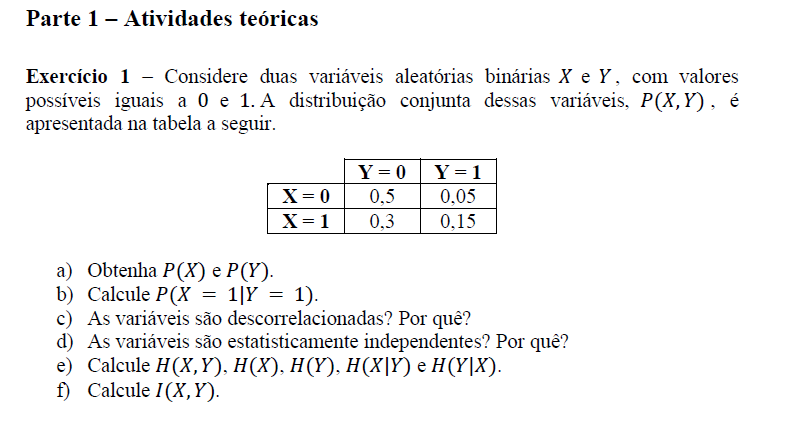 Parte 1 – Atividades teóricas
Exercício 1 – Considere duas variáveis aleatórias binárias X e Y, com valores
possíveis iguais a 0 e 1. A distribuição conjunta dessas variáveis, P(X,Y), é
apresentada na tabela a seguir.
Y = 0 Y = 1
X = 0 0,5 0,05
X = 1 0,3 0,15
a) Obtenha P(X) e P(Y).
b) Calcule P(X = 1|Y = 1).
c) As variáveis são descorrelacionadas? Por quê?
d) As variáveis são estatisticamente independentes? Por quê?
e) Calcule H(X,Y), H(X), H(Y), H(X|Y) e H(Y|X).
f) Calcule I(X,Y).